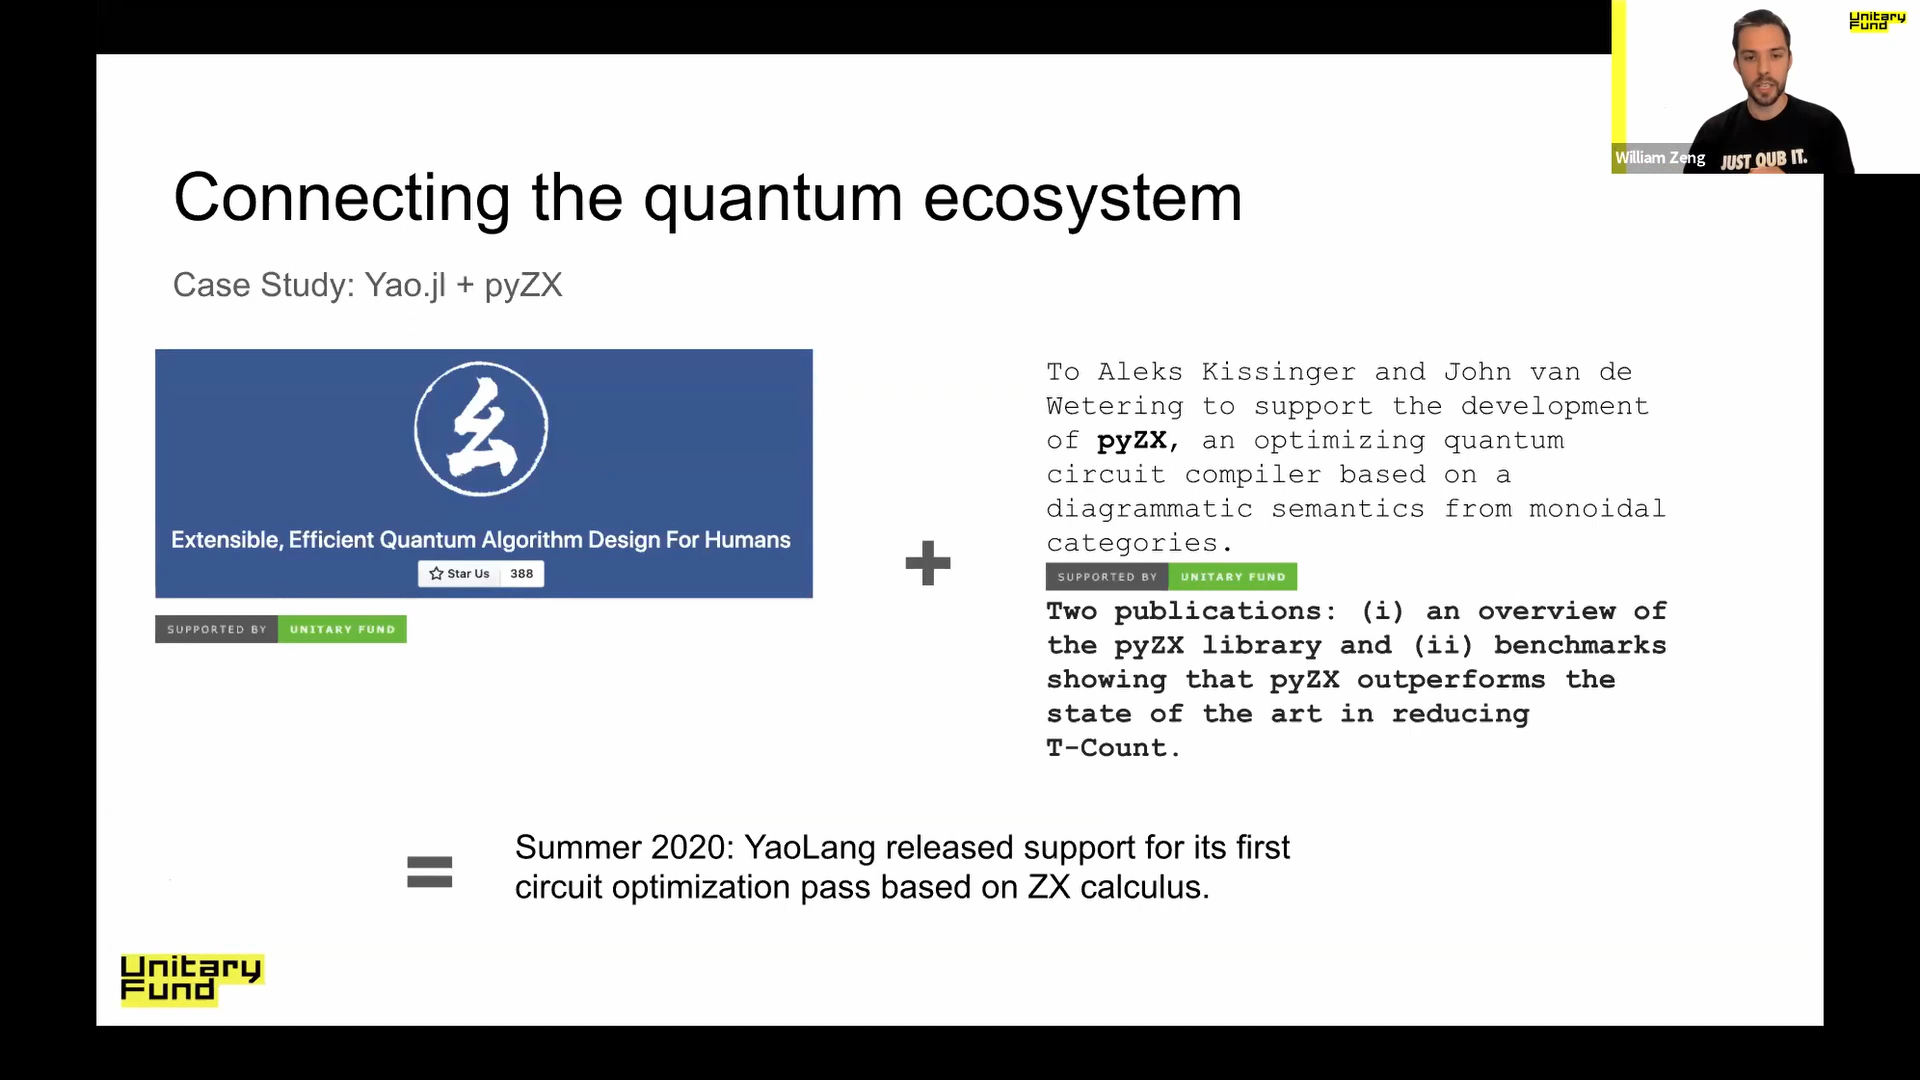 Unitary
Fund
William Zeng
JUST QUB IT.
Connecting the quantum ecosystem
Case Study: Yao.jl + pyZX
幺
Extensible, Efficient Quantum Algorithm Design For Humans
Star Us 388
SUPPORTED BY UNITARY FUND
+
To Aleks Kissinger and John van de
Wetering to support the development
of pyZX, an optimizing quantum
circuit compiler based on a
diagrammatic semantics from monoidal
categories.
SUPPORTED BY UNITARY FUND
Two publications: (i) an overview of
the pyZX library and (ii) benchmarks
showing that pyZX outperforms the
state of the art in reducing
T-Count.
=
Summer 2020: YaoLang released support for its first
circuit optimization pass based on ZX calculus.
Unitary
Fund